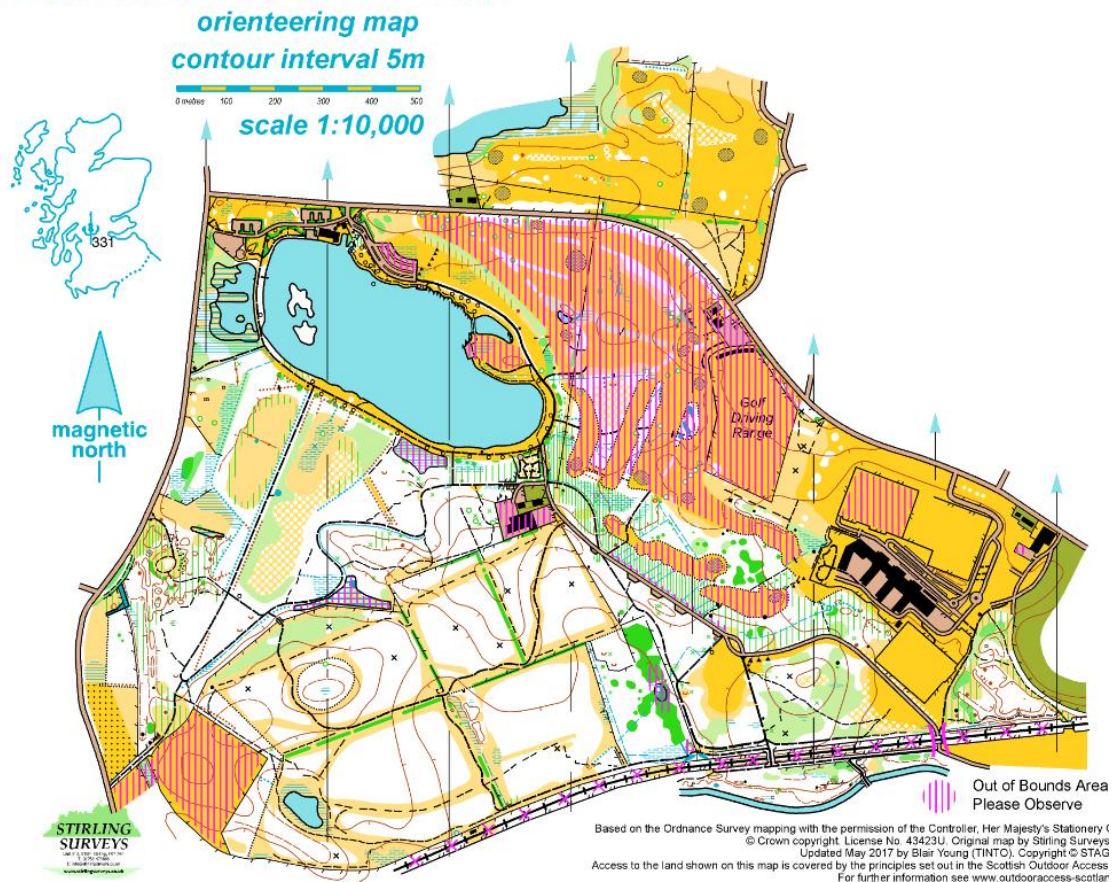 orienteering map
contour interval 5m
0 metres 100 200 300 400 500
scale 1:10,000
331
magnetic
north
Golf
Driving
Range
Out of Bounds Area
Please Observe
STIRLING
SURVEYS
Based on the Ordnance Survey mapping with the permission of the Controller, Her Majesty's Stationery O
© Crown copyright. License No. 43423U. Original map by Stirling Surveys
Updated May 2017 by Blair Young (TINTO). Copyright © STAG
Access to the land shown on this map is covered by the principles set out in the Scottish Outdoor Access
For further information see www.outdooraccess-scotlan